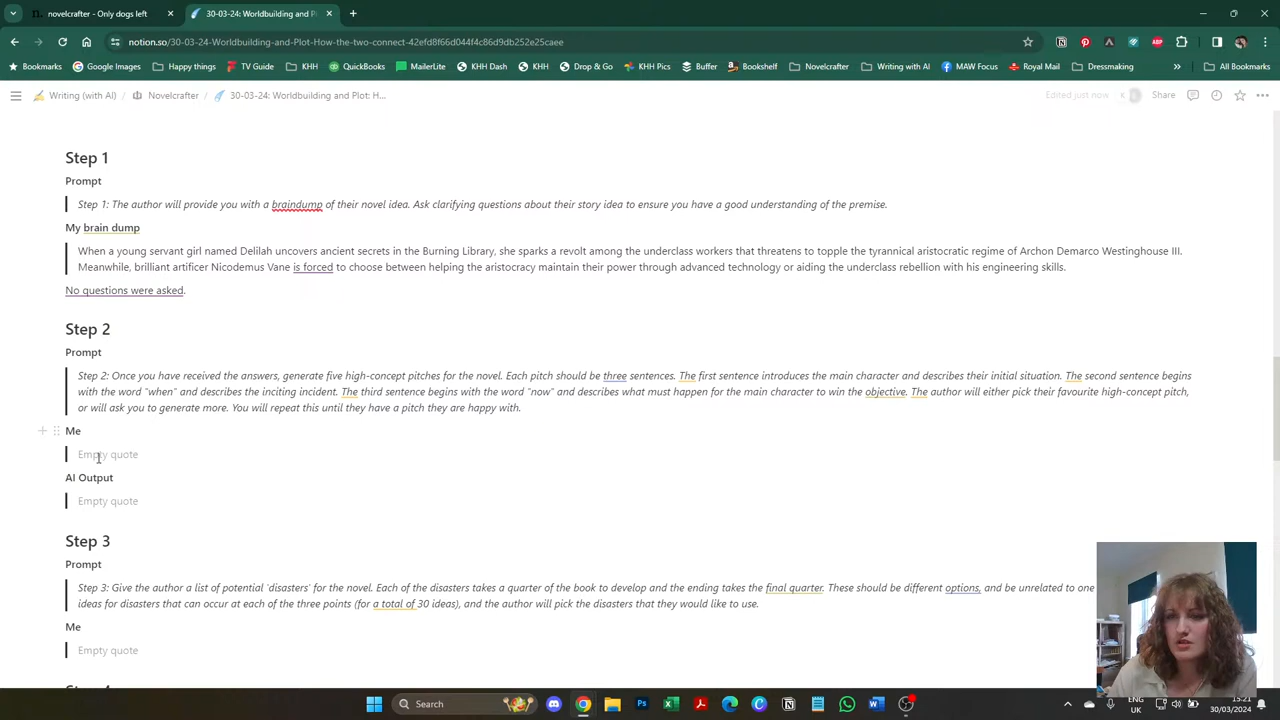 novelcrafter - Only dogs left
30-03-24: Worldbuilding and P
notion.so/30-03-24-Worldbuilding-and-Plot-How-the-two-connect-42efd8f66d044f4c86d9db252e25caee
Bookmarks Happy things TV Guide KHH QuickBooks MailerLite KHH Dash KHH Drop & Go KHH Pics Buffer Bookshop Novelcrafter Writing (with AI) MAW Focus Royal Mail Dressmaking » All Bookmarks
Writing (with AI) / Novelcrafter / 30-03-24: Worldbuilding and Plot: H... Edited just now K Share
Step 1
Prompt
Step 1: The author will provide you with a braindump of their novel idea. Ask clarifying questions about their story idea to ensure you have a good understanding of the premise.
My brain dump
When a young servant girl named Delilah uncovers ancient secrets in the Burning Library, she sparks a revolt among the underclass workers that threatens to topple the tyrannical aristocratic regime of Archon Demarco Westinghouse III.
Meanwhile, brilliant artificer Nicodemus Vane is forced to choose between helping the aristocracy maintain their power through advanced technology or aiding the underclass rebellion with his engineering skills.
No questions were asked.
Step 2
Prompt
Step 2: Once you have received the answers, generate five high-concept pitches for the novel. Each pitch should be three sentences. The first sentence introduces the main character and describes their initial situation. The second sentence begins
with the word "when" and describes the inciting incident. The third sentence begins with the word "now" and describes what must happen for the main character to win the objective. The author will either pick their favourite high-concept pitch,
or will ask you to generate more. You will repeat this until they have a pitch they are happy with.
Me
Empty quote
AI Output
Empty quote
Step 3
Prompt
Step 3: Give the author a list of potential 'disasters' for the novel. Each of the disasters takes a quarter of the book to develop and the ending takes the final quarter. These should be different options, and be unrelated to one
ideas for disasters that can occur at each of the three points (for a total of 30 ideas), and the author will pick the disasters that they would like to use.
Me
Empty quote
Search
ENG
UK
15:21
30/03/2024